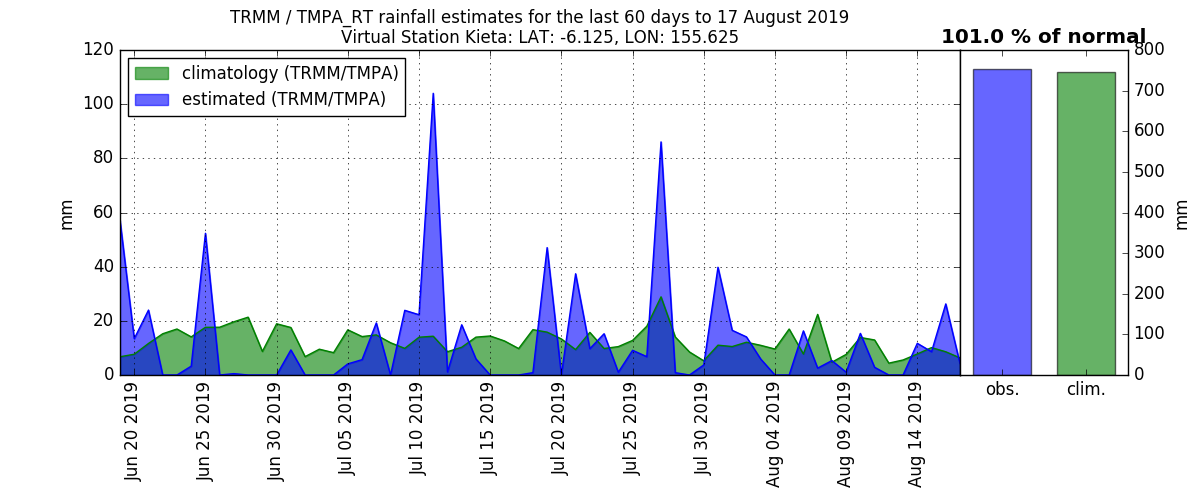 TRMM / TMPA_RT rainfall estimates for the last 60 days to 17 August 2019
Virtual Station Kieta: LAT: -6.125, LON: 155.625
101.0 % of normal
climatology (TRMM/TMPA)
estimated (TRMM/TMPA)
120
100
80
60
40
20
0
mm
800
700
600
500
400
300
200
100
0
mm
Jun 20 2019
Jun 25 2019
Jun 30 2019
Jul 05 2019
Jul 10 2019
Jul 15 2019
Jul 20 2019
Jul 25 2019
Jul 30 2019
Aug 04 2019
Aug 09 2019
Aug 14 2019
obs.
clim.